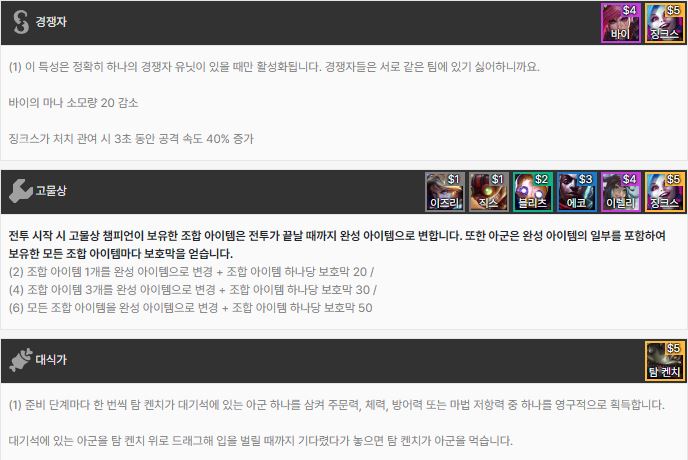 경쟁자
$4
$5
바이
징크스
(1) 이 특성은 정확히 하나의 경쟁자 유닛이 있을 때만 활성화됩니다. 경쟁자들은 서로 같은 팀에 있기 싫어하니까요.
바이의 마나 소모량 20 감소
징크스가 처치 관여 시 3초 동안 공격 속도 40% 증가
고물상
$1
$1
$2
$3
$4
$5
이즈리
직스
블리츠
에코
이렐리
징크스
전투 시작 시 고물상 챔피언이 보유한 조합 아이템은 전투가 끝날 때까지 완성 아이템으로 변합니다. 또한 아군은 완성 아이템의 일부를 포함하여
보유한 모든 조합 아이템마다 보호막을 얻습니다.
(2) 조합 아이템 1개를 완성 아이템으로 변경 + 조합 아이템 하나당 보호막 20 /
(4) 조합 아이템 3개를 완성 아이템으로 변경 + 조합 아이템 하나당 보호막 30 /
(6) 모든 조합 아이템을 완성 아이템으로 변경 + 조합 아이템 하나당 보호막 50
대식가
$5
탐 켄치
(1) 준비 단계마다 한 번씩 탐 켄치가 대기석에 있는 아군 하나를 삼켜 주문력, 체력, 방어력 또는 마법 저항력 중 하나를 영구적으로 획득합니다.
대기석에 있는 아군을 탐 켄치 위로 드래그해 입을 벌릴 때까지 기다렸다가 놓으면 탐 켄치가 아군을 먹습니다.